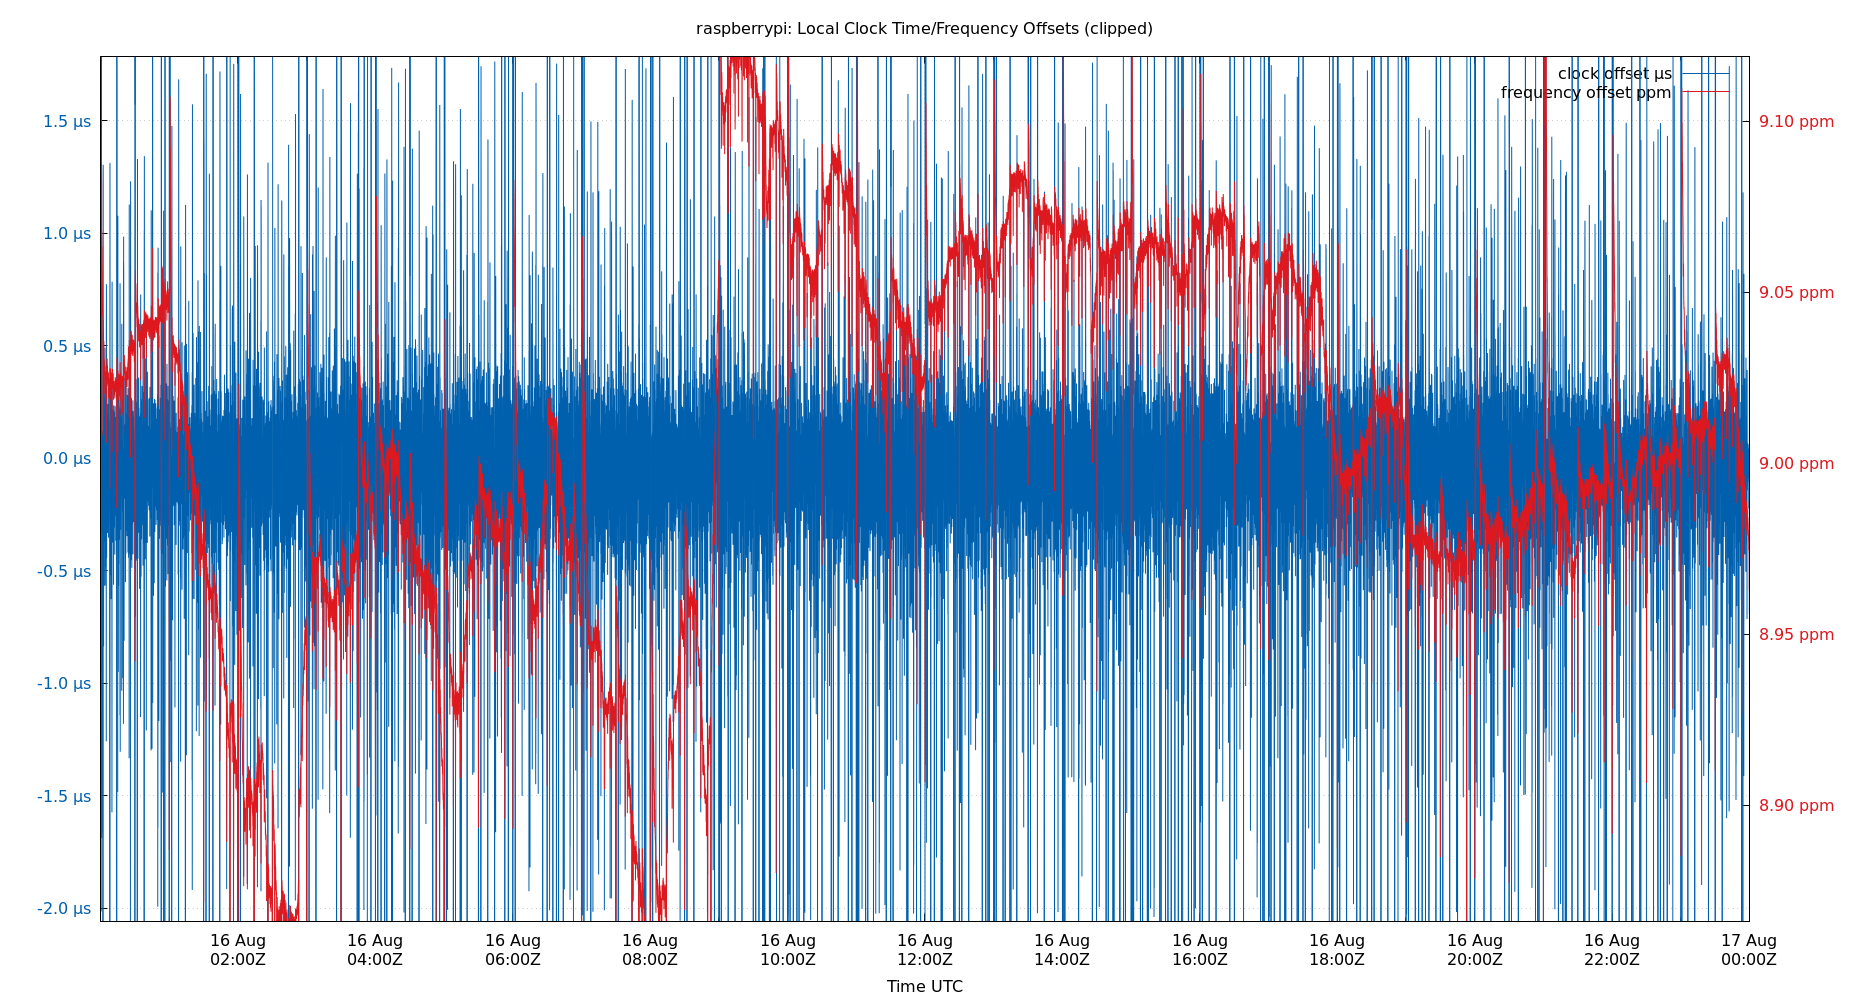 raspberrypi: Local Clock Time/Frequency Offsets (clipped)
clock offset µs
frequency offset ppm
1.5 µs
1.0 µs
0.5 µs
0.0 µs
-0.5 µs
-1.0 µs
-1.5 µs
-2.0 µs
9.10 ppm
9.05 ppm
9.00 ppm
8.95 ppm
8.90 ppm
16 Aug 16 Aug 16 Aug 16 Aug 16 Aug 16 Aug 16 Aug 16 Aug 16 Aug 16 Aug 16 Aug 17 Aug
02:00Z 04:00Z 06:00Z 08:00Z 10:00Z 12:00Z 14:00Z 16:00Z 18:00Z 20:00Z 22:00Z 00:00Z
Time UTC